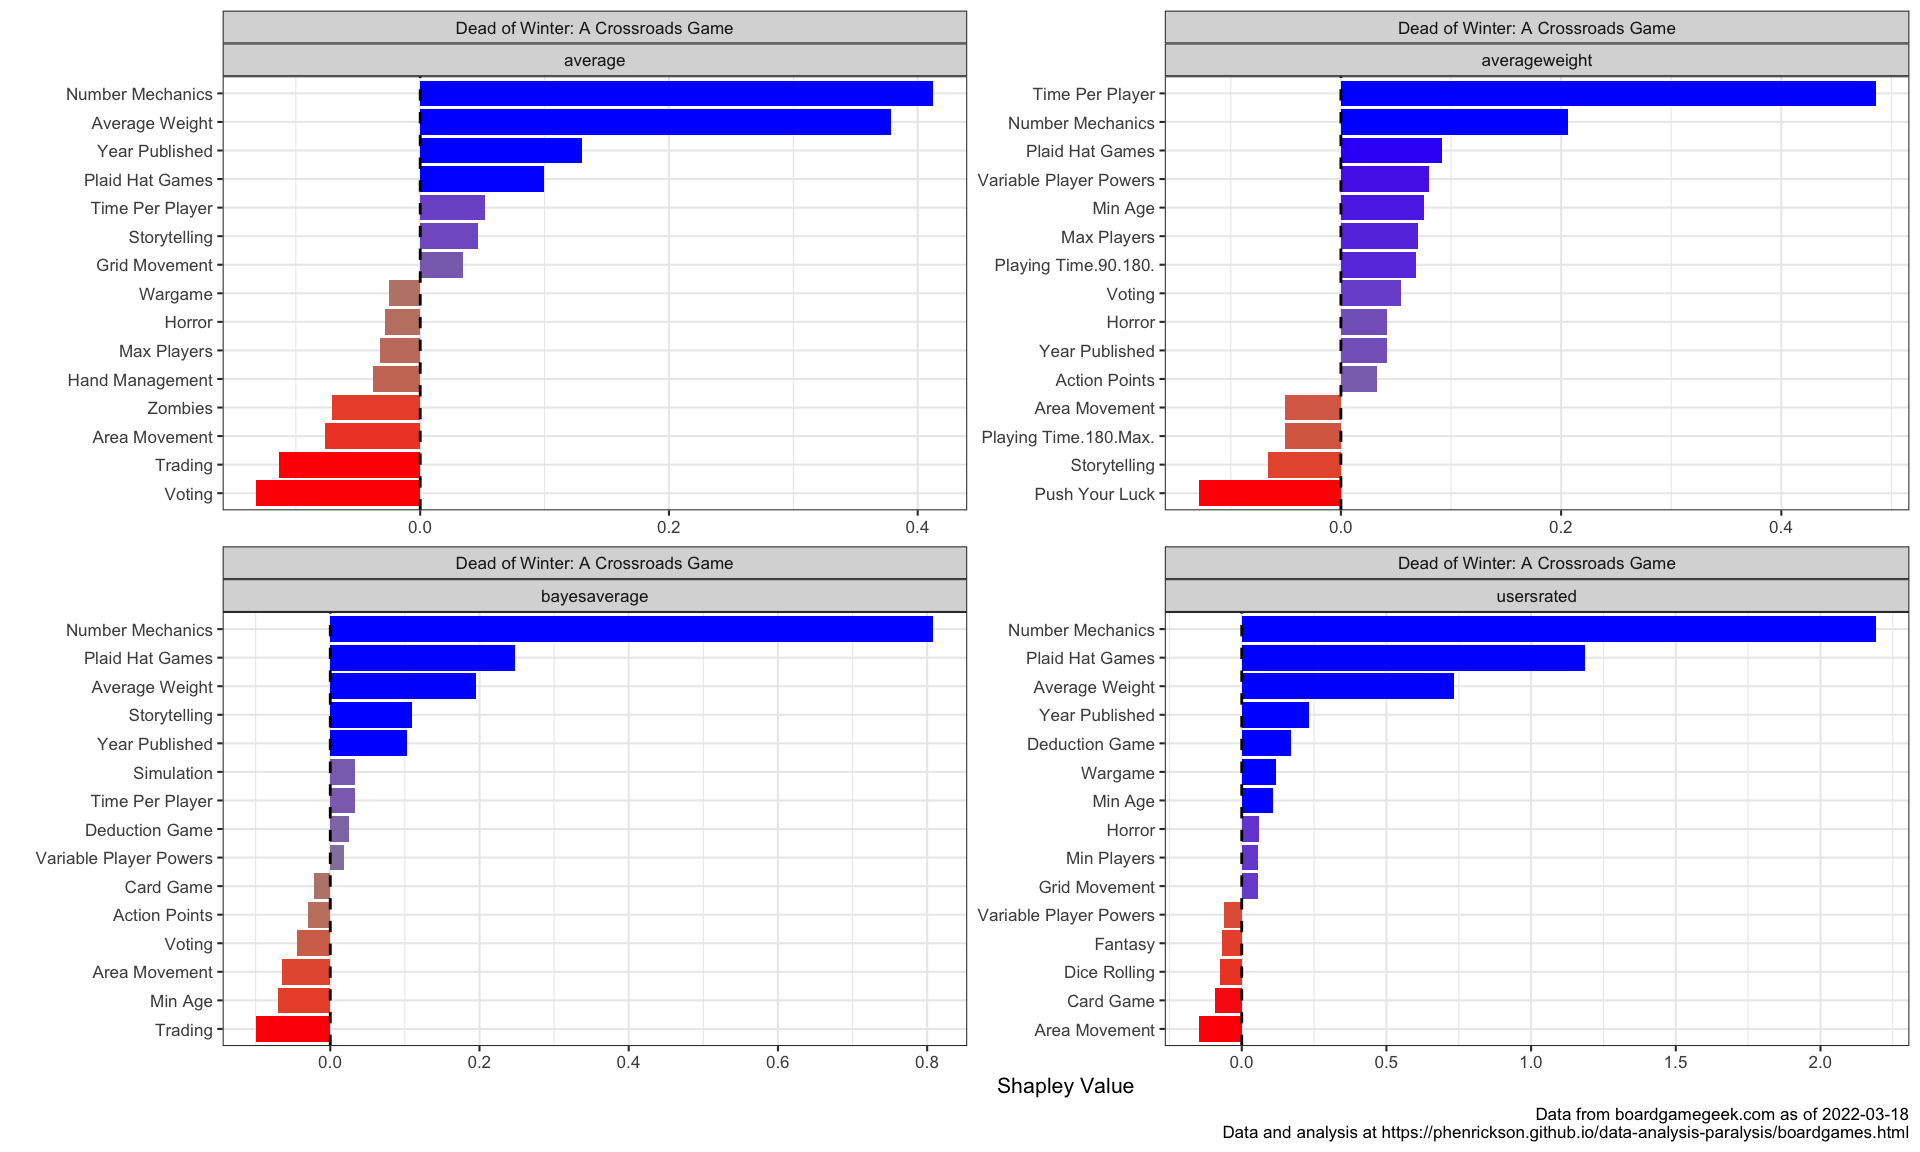 Dead of Winter: A Crossroads Game
average
Number Mechanics
Average Weight
Year Published
Plaid Hat Games
Time Per Player
Storytelling
Grid Movement
Wargame
Horror
Max Players
Hand Management
Zombies
Area Movement
Trading
Voting
0.0 0.2 0.4
Dead of Winter: A Crossroads Game
averageweight
Time Per Player
Number Mechanics
Plaid Hat Games
Variable Player Powers
Min Age
Max Players
Playing Time.90.180.
Voting
Horror
Year Published
Action Points
Area Movement
Playing Time.180.Max.
Storytelling
Push Your Luck
0.0 0.2 0.4
Dead of Winter: A Crossroads Game
bayesaverage
Number Mechanics
Plaid Hat Games
Average Weight
Storytelling
Year Published
Simulation
Time Per Player
Deduction Game
Variable Player Powers
Card Game
Action Points
Voting
Area Movement
Min Age
Trading
0.0 0.2 0.4 0.6 0.8
Dead of Winter: A Crossroads Game
usersrated
Number Mechanics
Plaid Hat Games
Average Weight
Year Published
Deduction Game
Wargame
Min Age
Horror
Min Players
Grid Movement
Variable Player Powers
Fantasy
Dice Rolling
Card Game
Area Movement
0.0 0.5 1.0 1.5 2.0
Shapley Value
Data from boardgamegeek.com as of 2022-03-18
Data and analysis at https://phenrickson.github.io/data-analysis-paralysis/boardgames.html